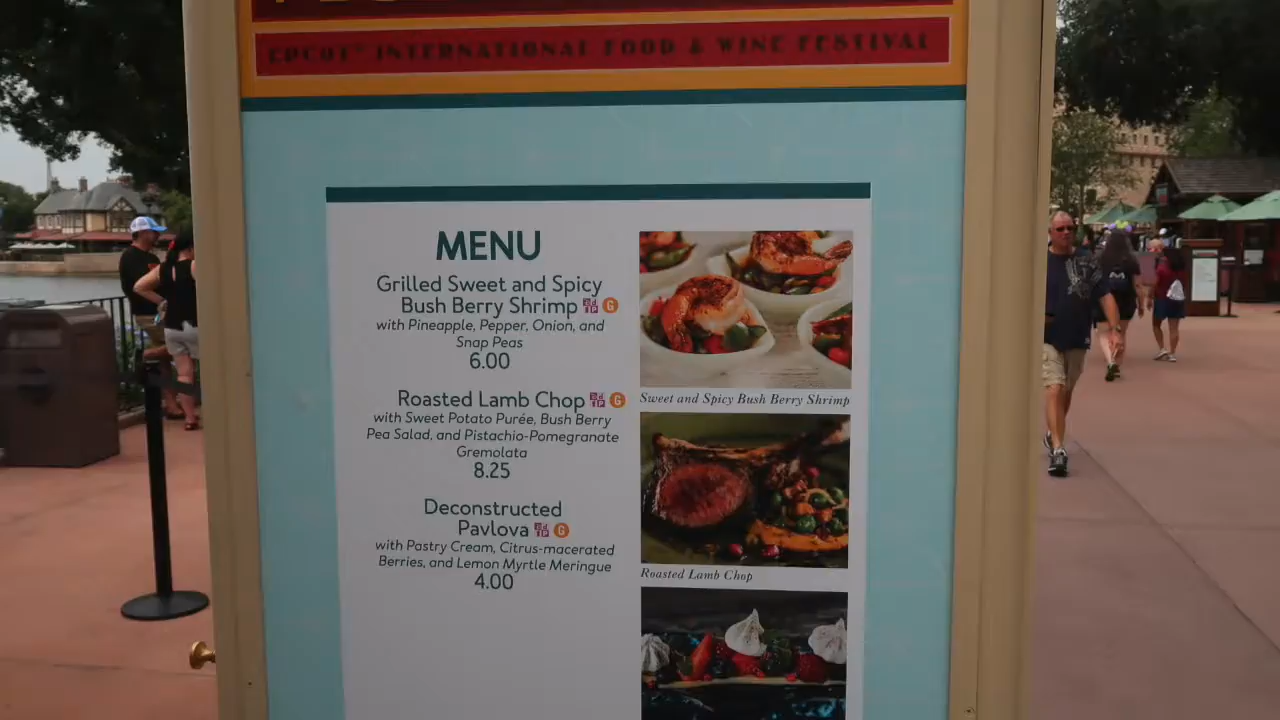 EPCOT® INTERNATIONAL FOOD & WINE FESTIVAL
MENU
Grilled Sweet and Spicy
Bush Berry Shrimp G
with Pineapple, Pepper, Onion, and
Snap Peas
6.00
Roasted Lamb Chop G
with Sweet Potato Purée, Bush Berry
Pea Salad, and Pistachio-Pomegranate
Gremolata
8.25
Deconstructed
Pavlova G
with Pastry Cream, Citrus-macerated
Berries, and Lemon Myrtle Meringue
4.00
Sweet and Spicy Bush Berry Shrimp
Roasted Lamb Chop